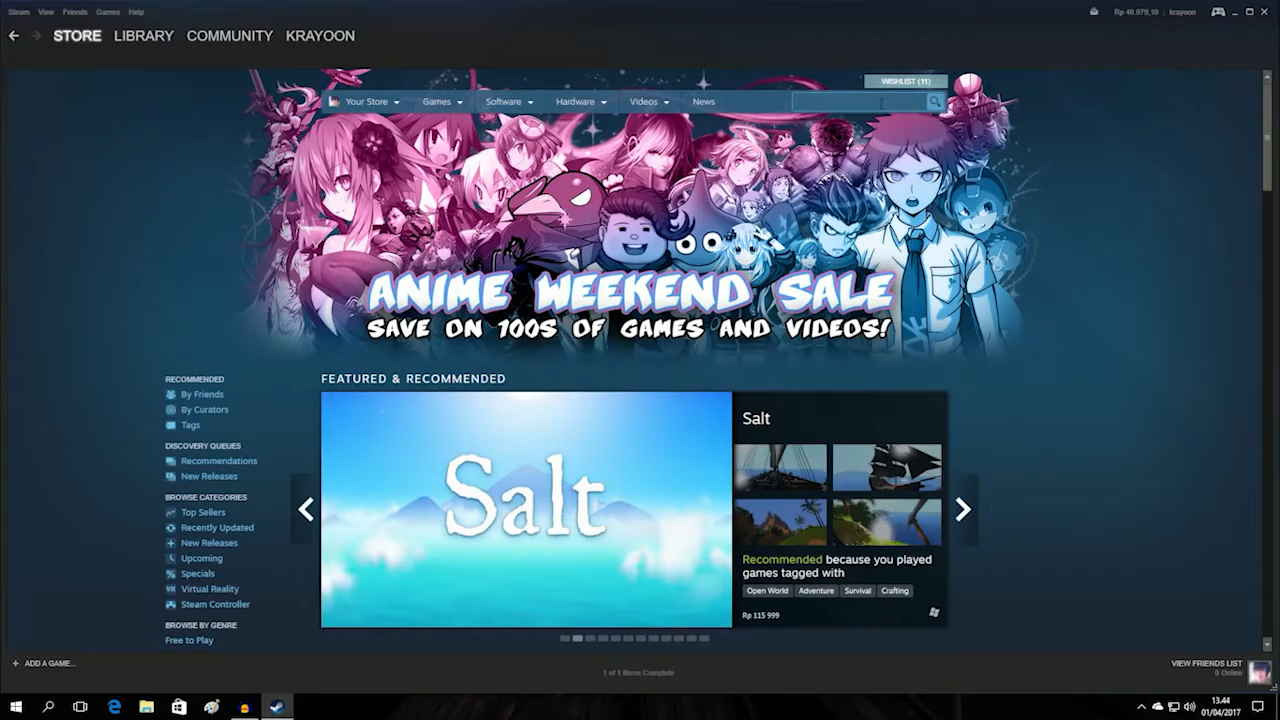 Steam View Friends Games Help
Rp 40.979,10 krayoon
STORE LIBRARY COMMUNITY KRAYOON
WISHLIST (11)
Your Store Games Software Hardware Videos News
ANIME WEEKEND SALE
SAVE ON 100S OF GAMES AND VIDEOS!
RECOMMENDED
By Friends
By Curators
Tags
DISCOVERY QUEUES
Recommendations
New Releases
BROWSE CATEGORIES
Top Sellers
Recently Updated
New Releases
Upcoming
Specials
VR Virtual Reality
Steam Controller
BROWSE BY GENRE
Free to Play
FEATURED & RECOMMENDED
Salt
Salt
Recommended because you played
games tagged with
Open World Adventure Survival Crafting
Rp 115 999
+ ADD A GAME...
1 of 1 Items Complete
VIEW FRIENDS LIST
0 Online
13.44
01/04/2017